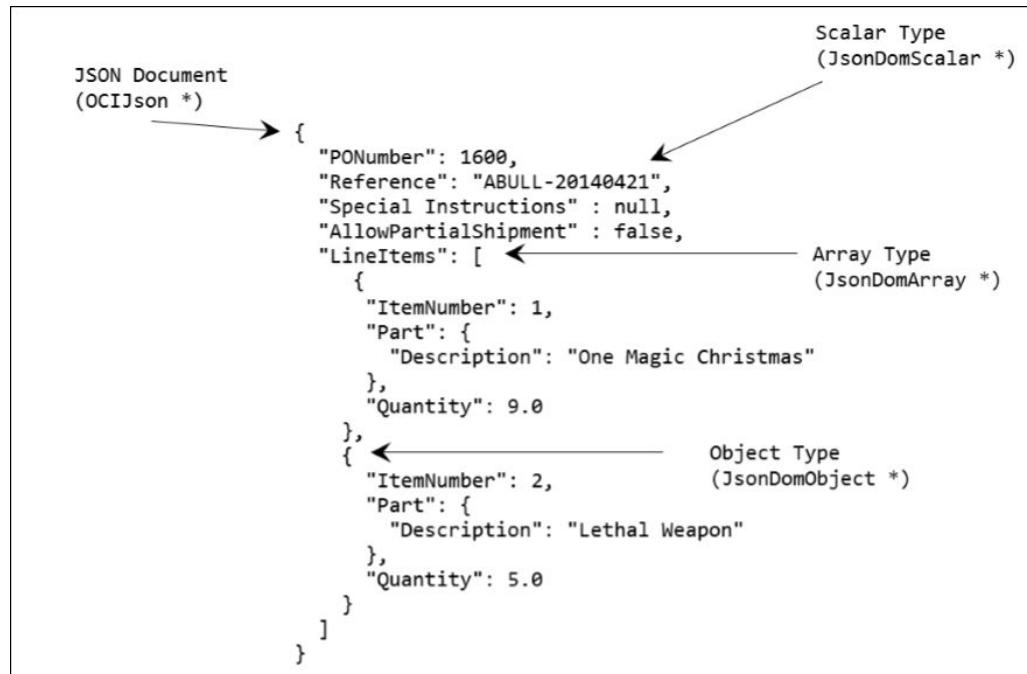 Scalar Type
(JsonDomScalar *)
JSON Document
(OCIJson *)
{
"PONumber": 1600,
"Reference": "ABULL-20140421",
"Special Instructions" : null,
"AllowPartialShipment" : false,
"LineItems": [
Array Type
(JsonDomArray *)
{
"ItemNumber": 1,
"Part": {
"Description": "One Magic Christmas"
},
"Quantity": 9.0
},
{
Object Type
(JsonDomObject *)
"ItemNumber": 2,
"Part": {
"Description": "Lethal Weapon"
},
"Quantity": 5.0
}
]
}